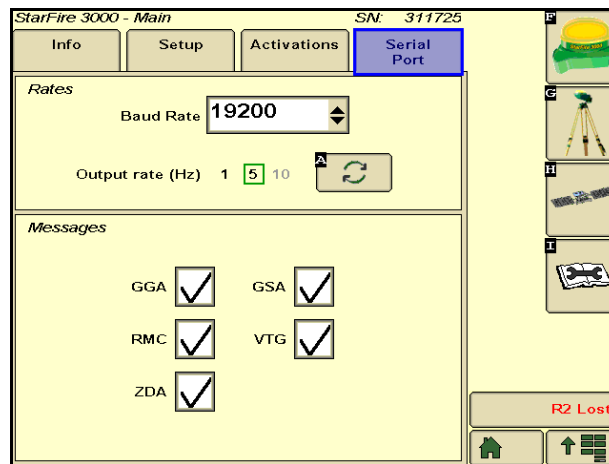 StarFire 3000 - Main SN: 311725
Info Setup Activations Serial Port
Rates
Baud Rate 19200
Output rate (Hz) 1 5 10 A
Messages
GGA GSA
RMC VTG
ZDA
F
G
H
I
R2 Lost